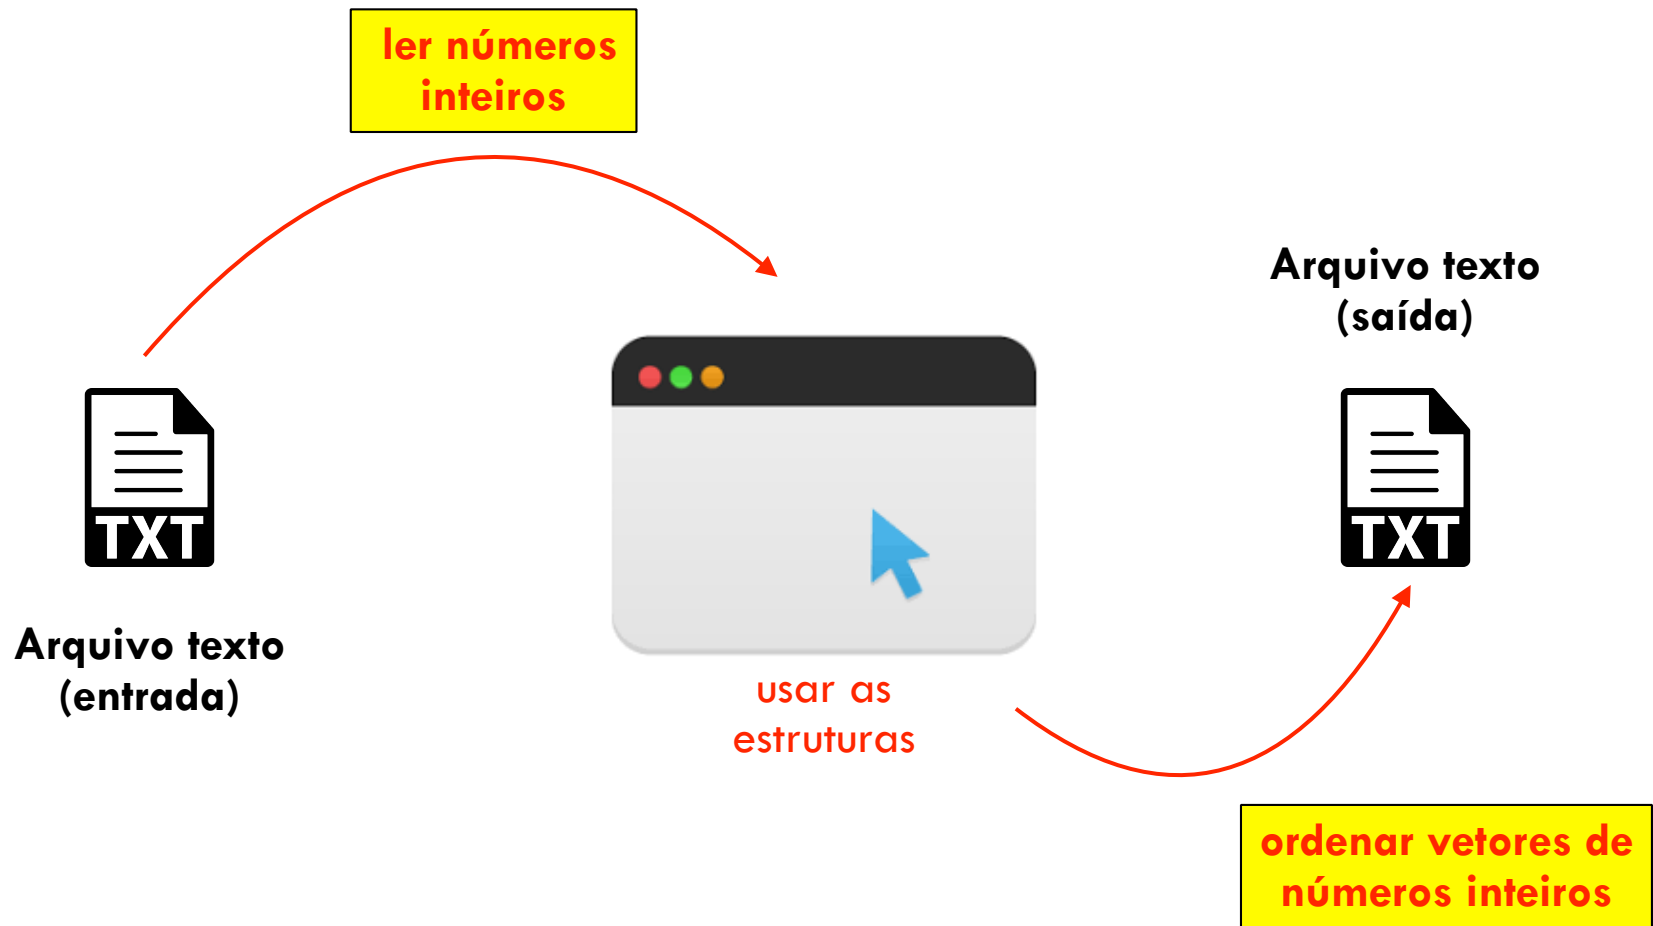 ler números
inteiros
Arquivo texto
(saída)
TXT
TXT
Arquivo texto
(entrada)
usar as
estruturas
ordenar vetores de
números inteiros